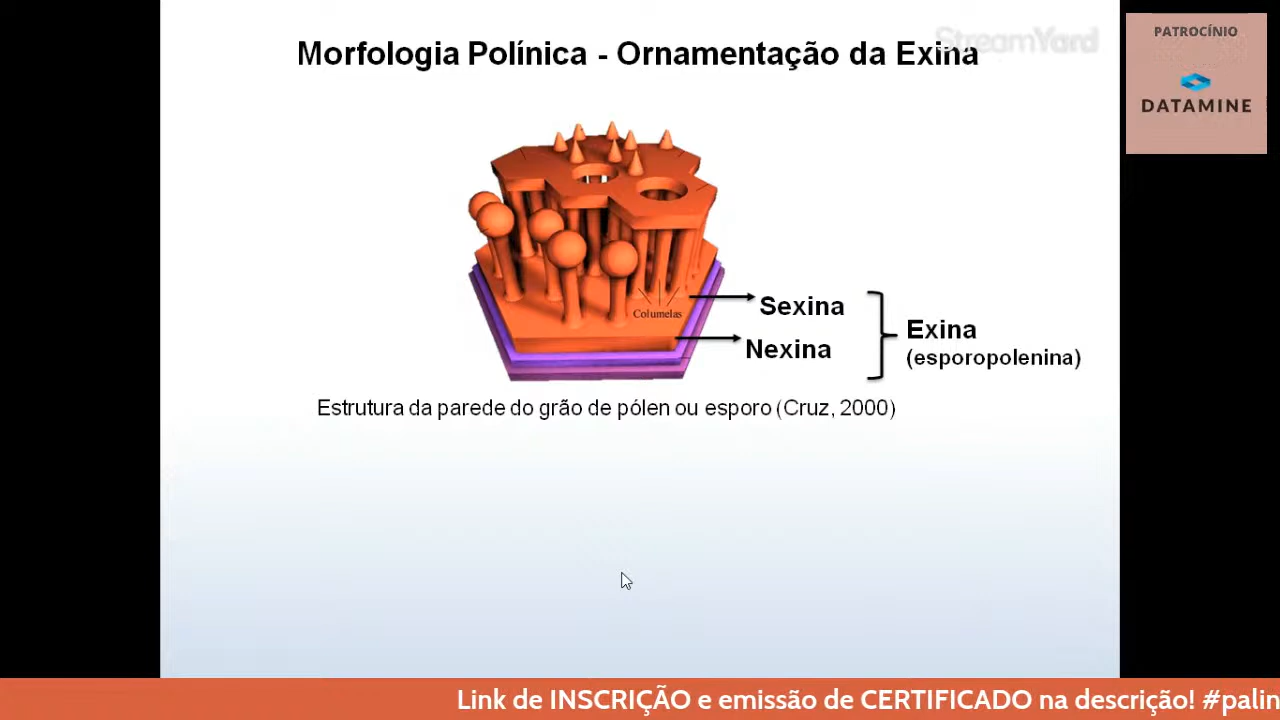 Morfologia Polínica - Ornamentação da Exina
StreamYard
PATROCÍNIO
DATAMINE
Columelas
Sexina
Nexina
Exina
(esporopolenina)
Estrutura da parede do grão de pólen ou esporo (Cruz, 2000)
Link de INSCRIÇÃO e emissão de CERTIFICADO na descrição! #palin